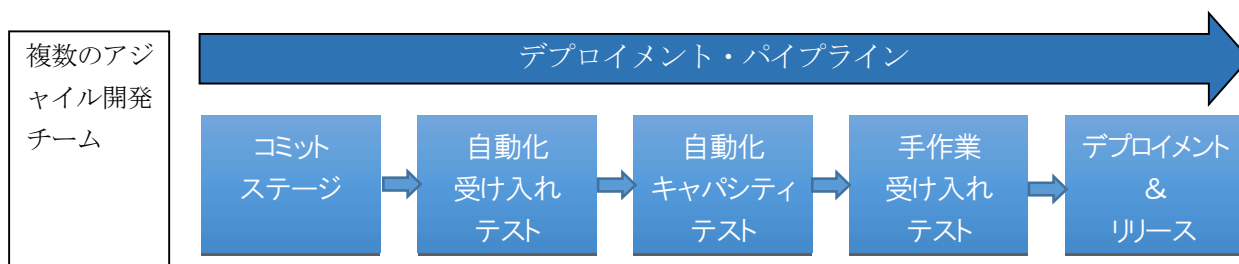 複数のアジ
ャイル開発
チーム
デプロイメント・パイプライン
コミット
ステージ
自動化
受け入れ
テスト
自動化
キャパシティ
テスト
手作業
受け入れ
テスト
デプロイメント
&
リリース